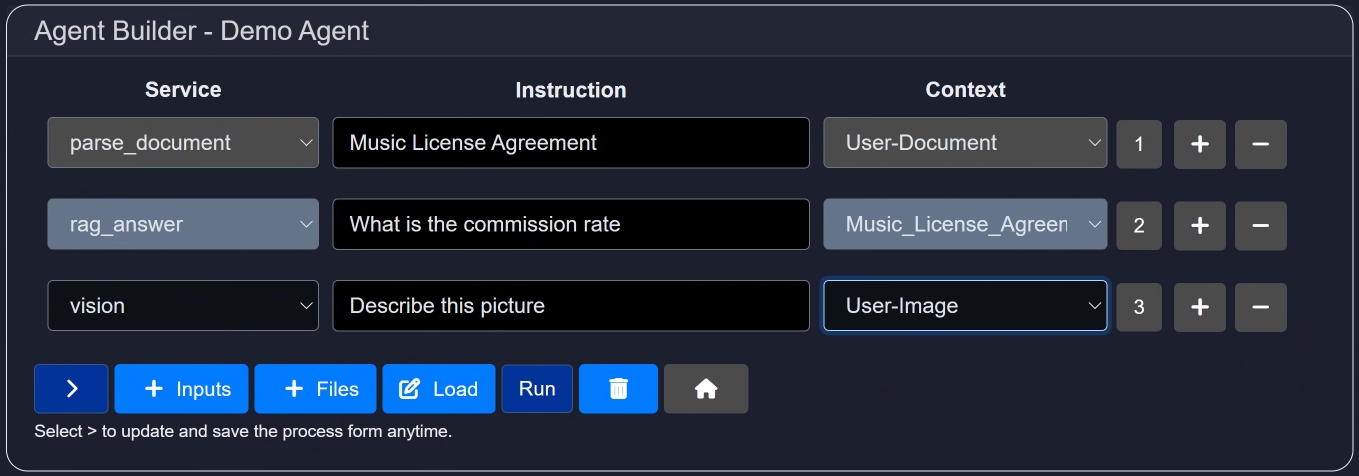 Agent Builder - Demo Agent
Service Instruction Context
parse_document Music License Agreement User-Document 1
rag_answer What is the commission rate Music_License_Agreen 2
vision Describe this picture User-Image 3
Inputs Files Load Run
Select > to update and save the process form anytime.